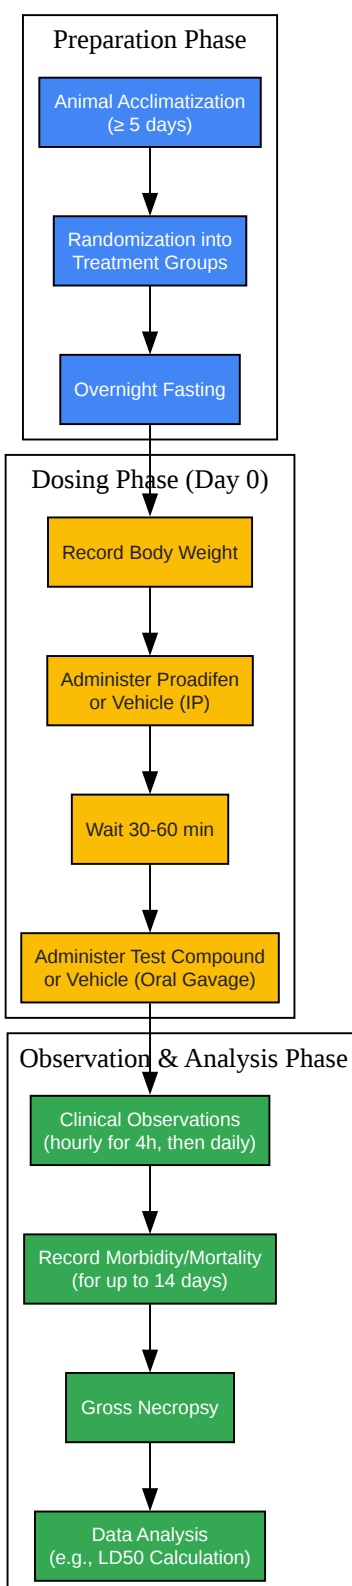 Preparation Phase
Animal Acclimatization
(≥ 5 days)
Randomization into
Treatment Groups
Overnight Fasting
Dosing Phase (Day 0)
Record Body Weight
Administer Proadifen
or Vehicle (IP)
Wait 30-60 min
Administer Test Compound
or Vehicle (Oral Gavage)
Observation & Analysis Phase
Clinical Observations
(hourly for 4h, then daily)
Record Morbidity/Mortality
(for up to 14 days)
Gross Necropsy
Data Analysis
(e.g., LD50 Calculation)